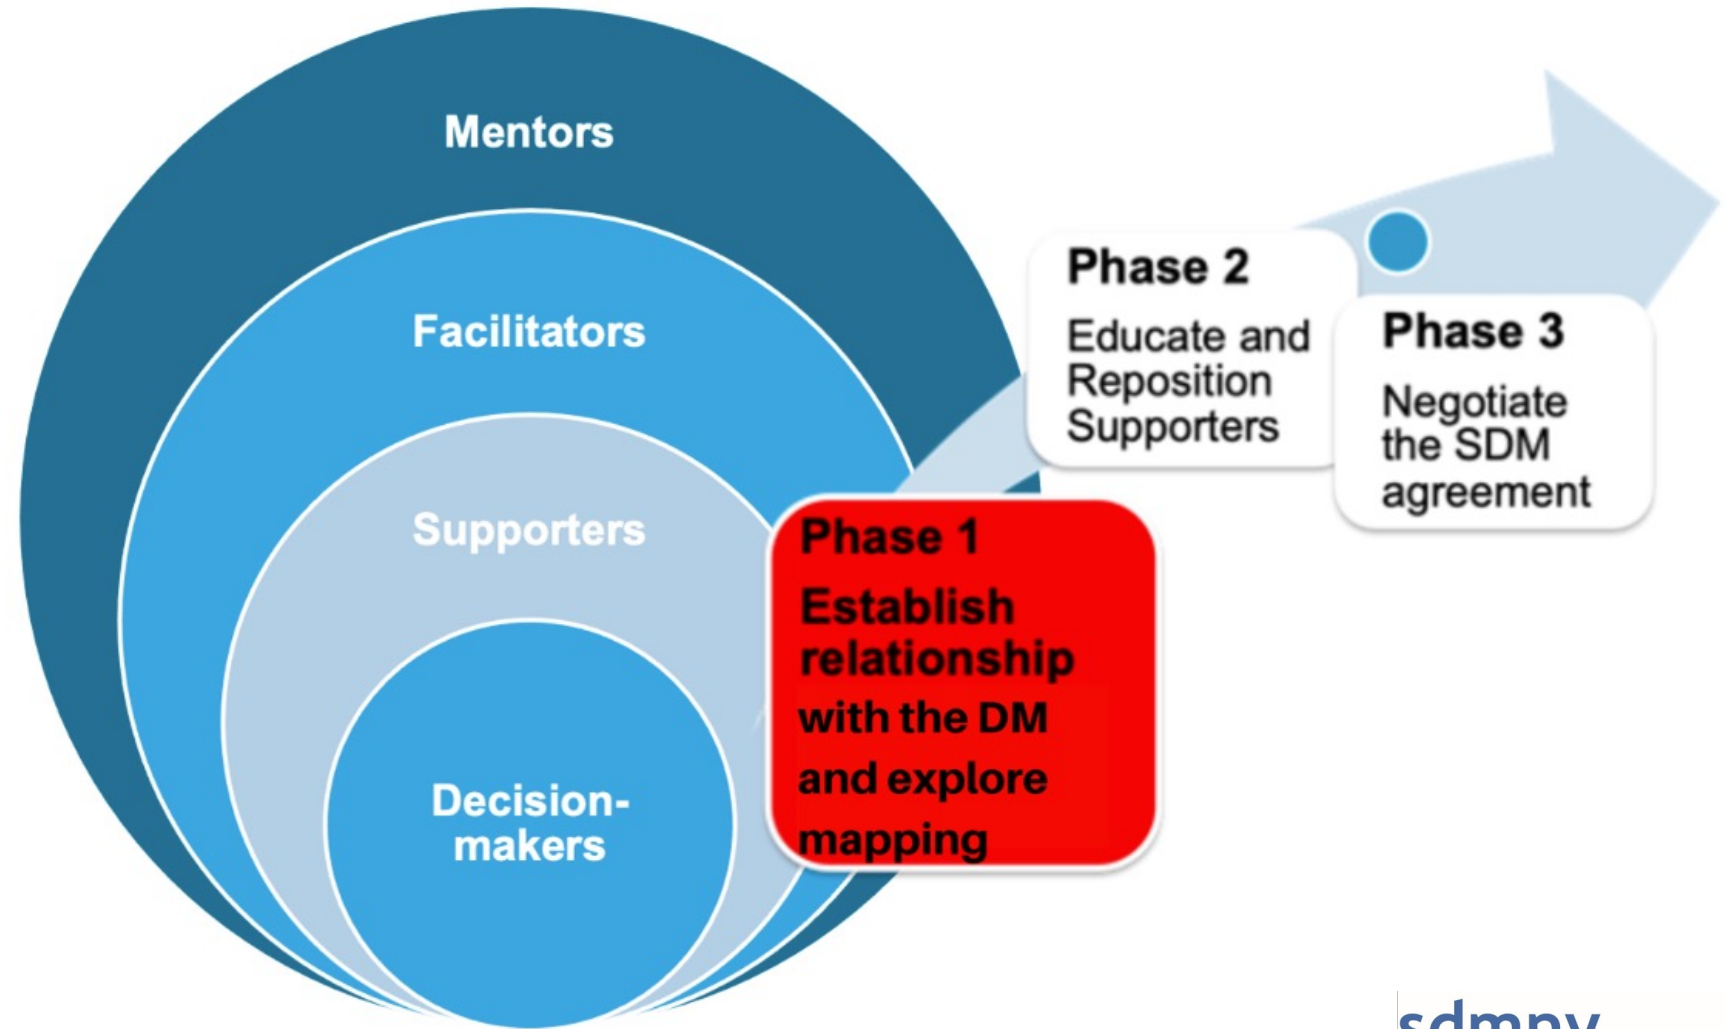 Mentors
Facilitators
Supporters
Decision-
makers
Phase 1
Establish
relationship
with the DM
and explore
mapping
Phase 2
Educate and
Reposition
Supporters
Phase 3
Negotiate
the SDM
agreement
sdmny